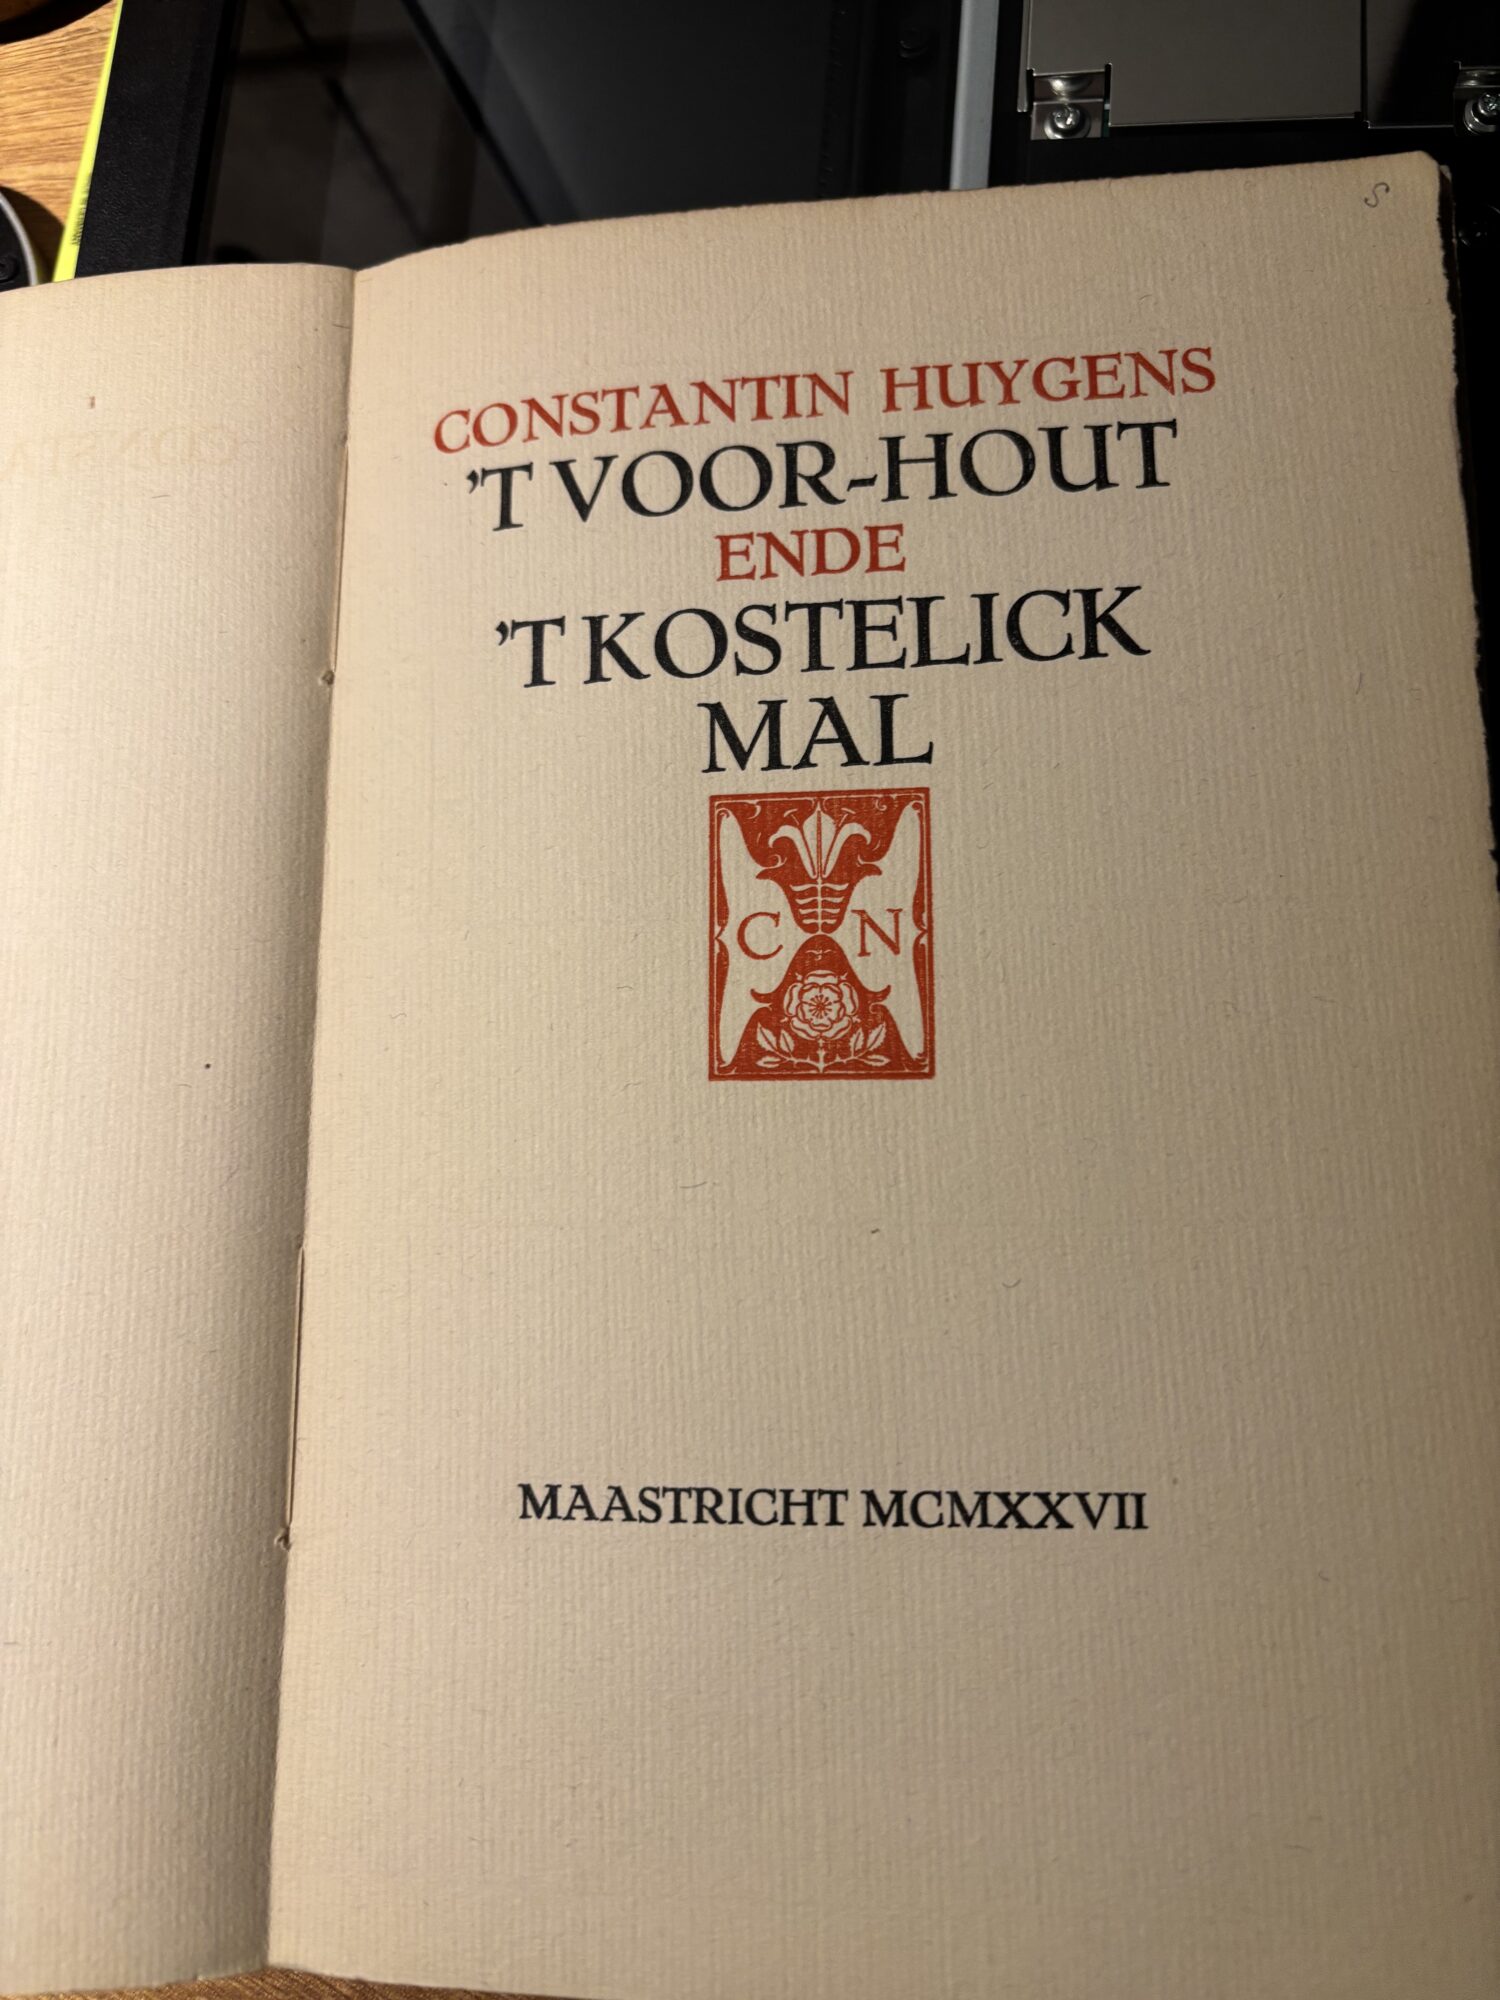 CONSTANTIN HUYGENS
'T VOOR-HOUT
ENDE
'T KOSTELICK
MAL
C N
MAASTRICHT MCMXXVII